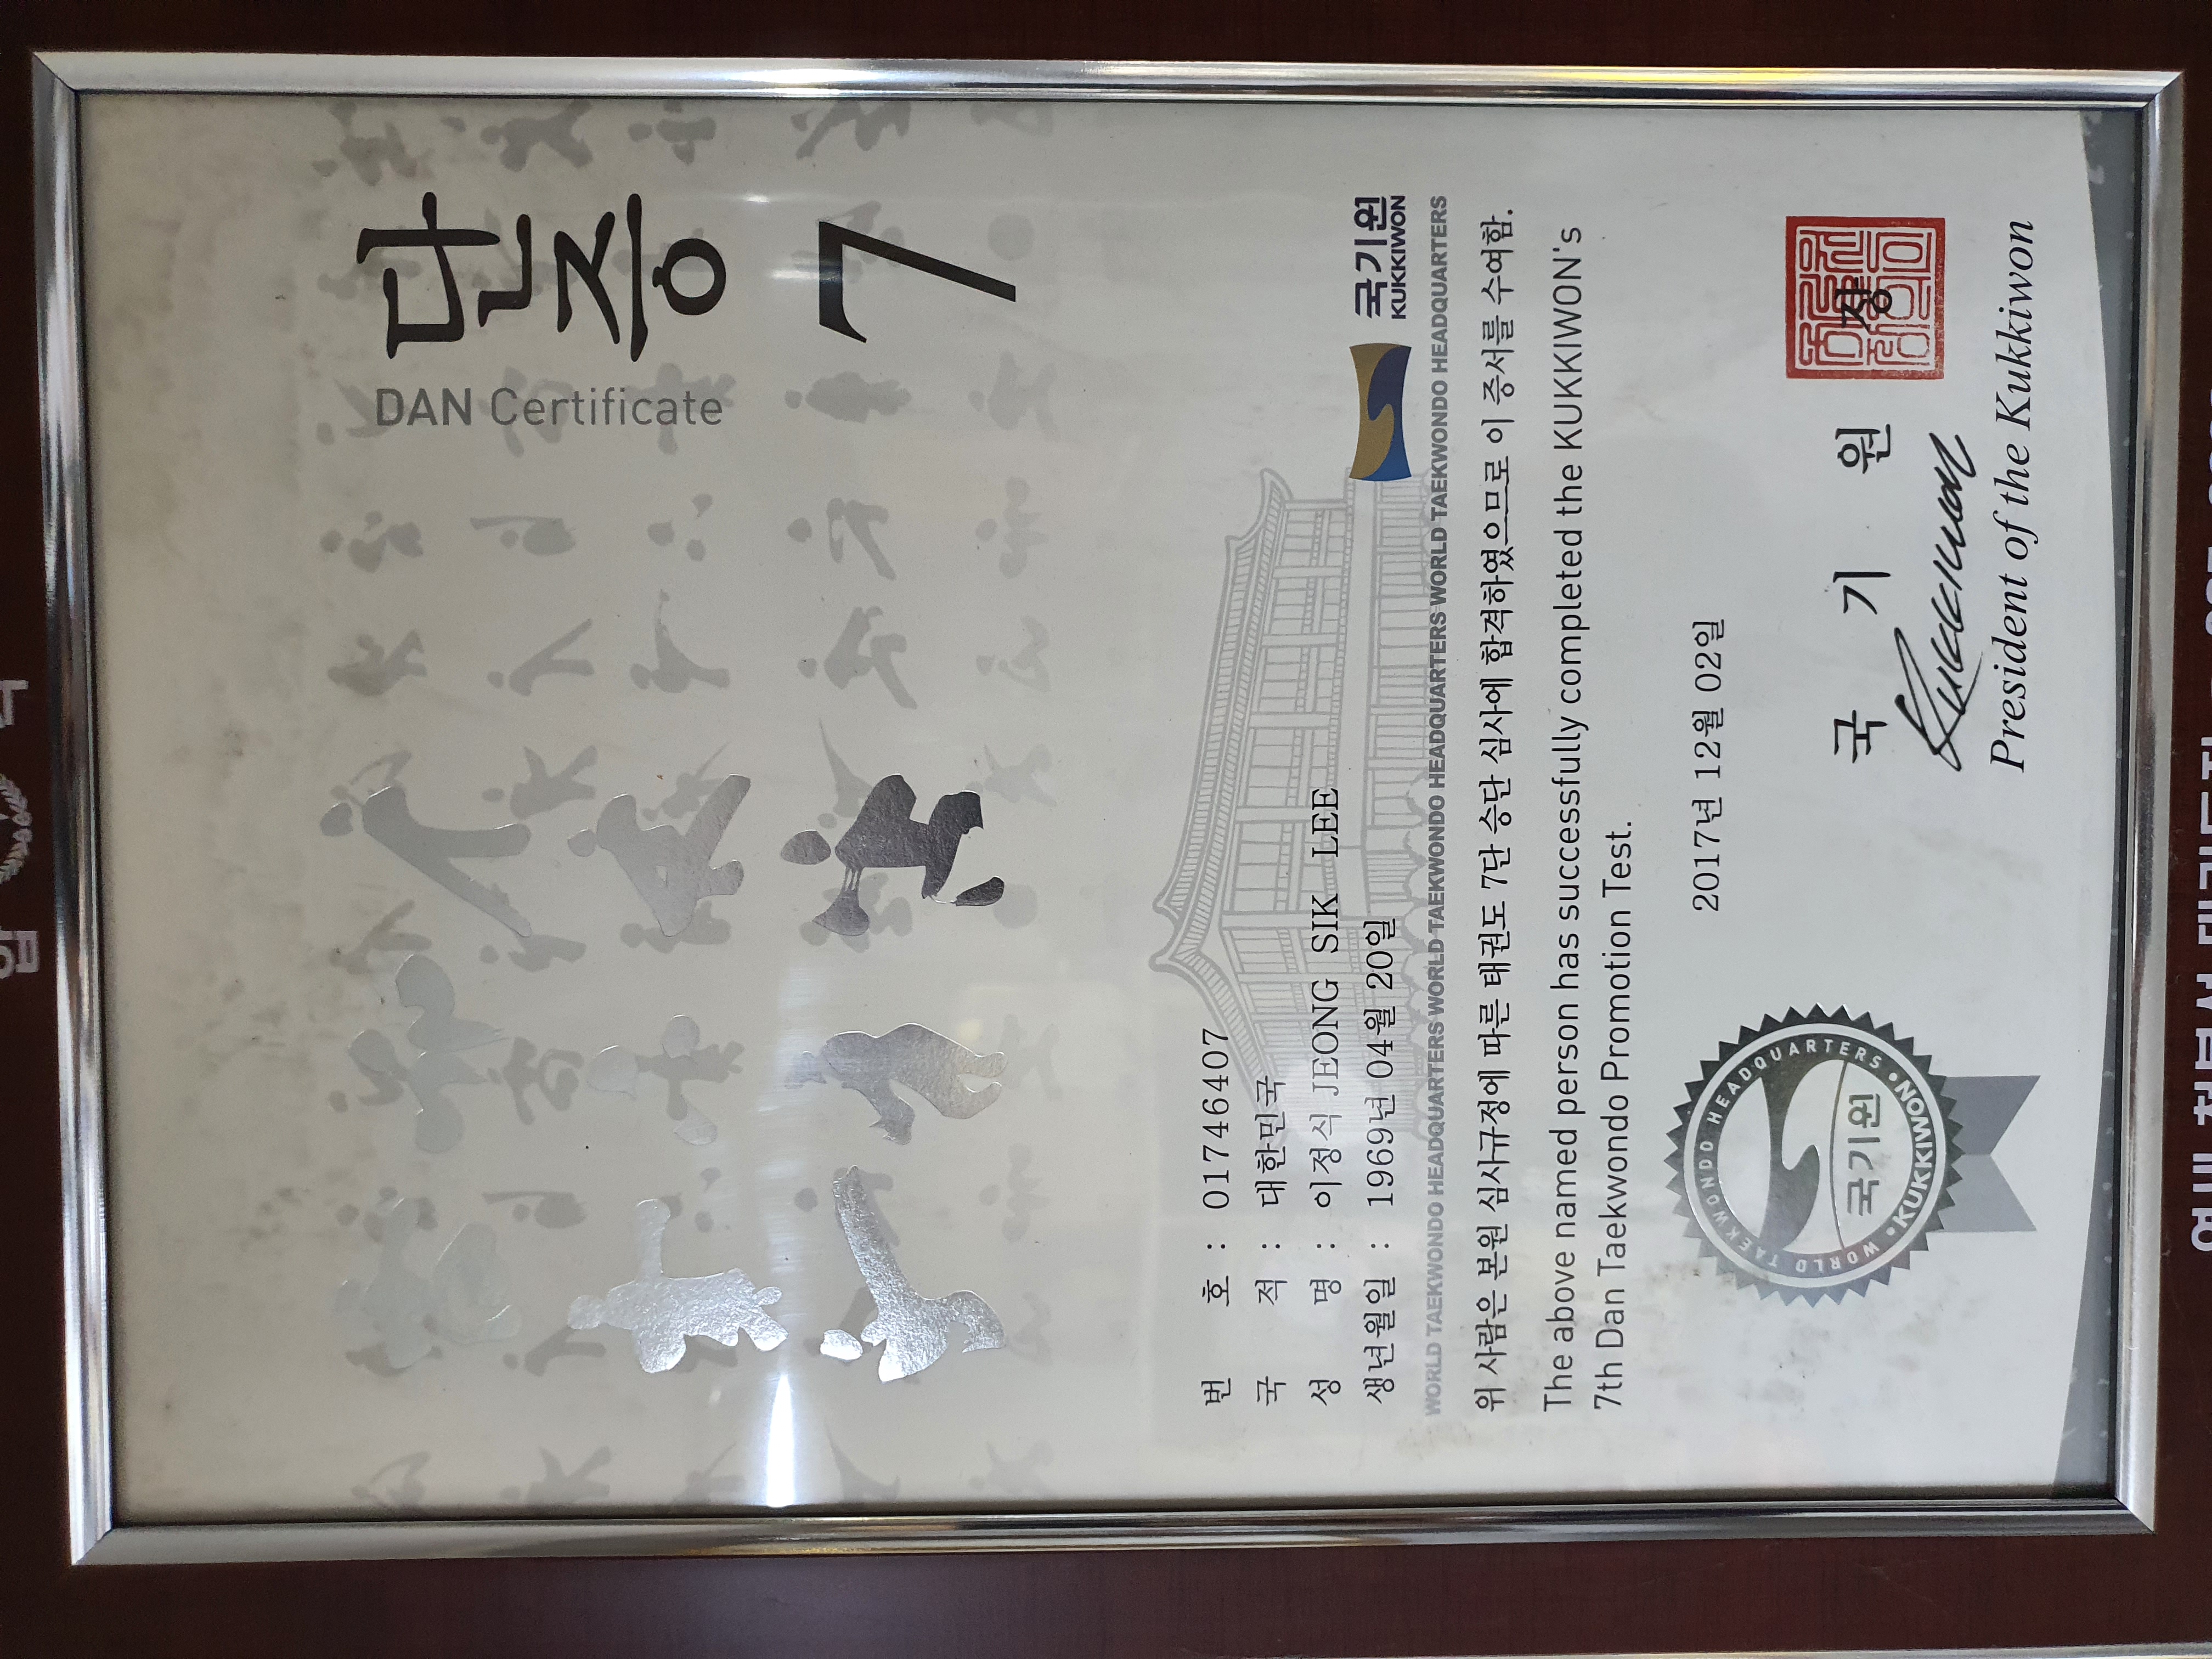 단증
DAN Certificate
7
번 호 : 01746407
국 적 : 대한민국
성 명 : 이정식 JEONG SIK LEE
생년월일 : 1969년 04월 20일
국기원
KUKKIWON
WORLD TAEKWONDO HEADQUARTERS WORLD TAEKWONDO HEADQUARTERS WORLD TAEKWONDO HEADQUARTERS WORLD TAEKWONDO HEADQUARTERS
위 사람은 본원 심사규정에 따른 태권도 7단 승단 심사에 합격하였으므로 이 증서를 수여함.
The above named person has successfully completed the KUKKIWON's
7th Dan Taekwondo Promotion Test.
2017년 12월 02일
국 기 원 장
Kukkiwon
President of the Kukkiwon
WORLD TAEKWONDO HEADQUARTERS • KUKKIWON •
국기원